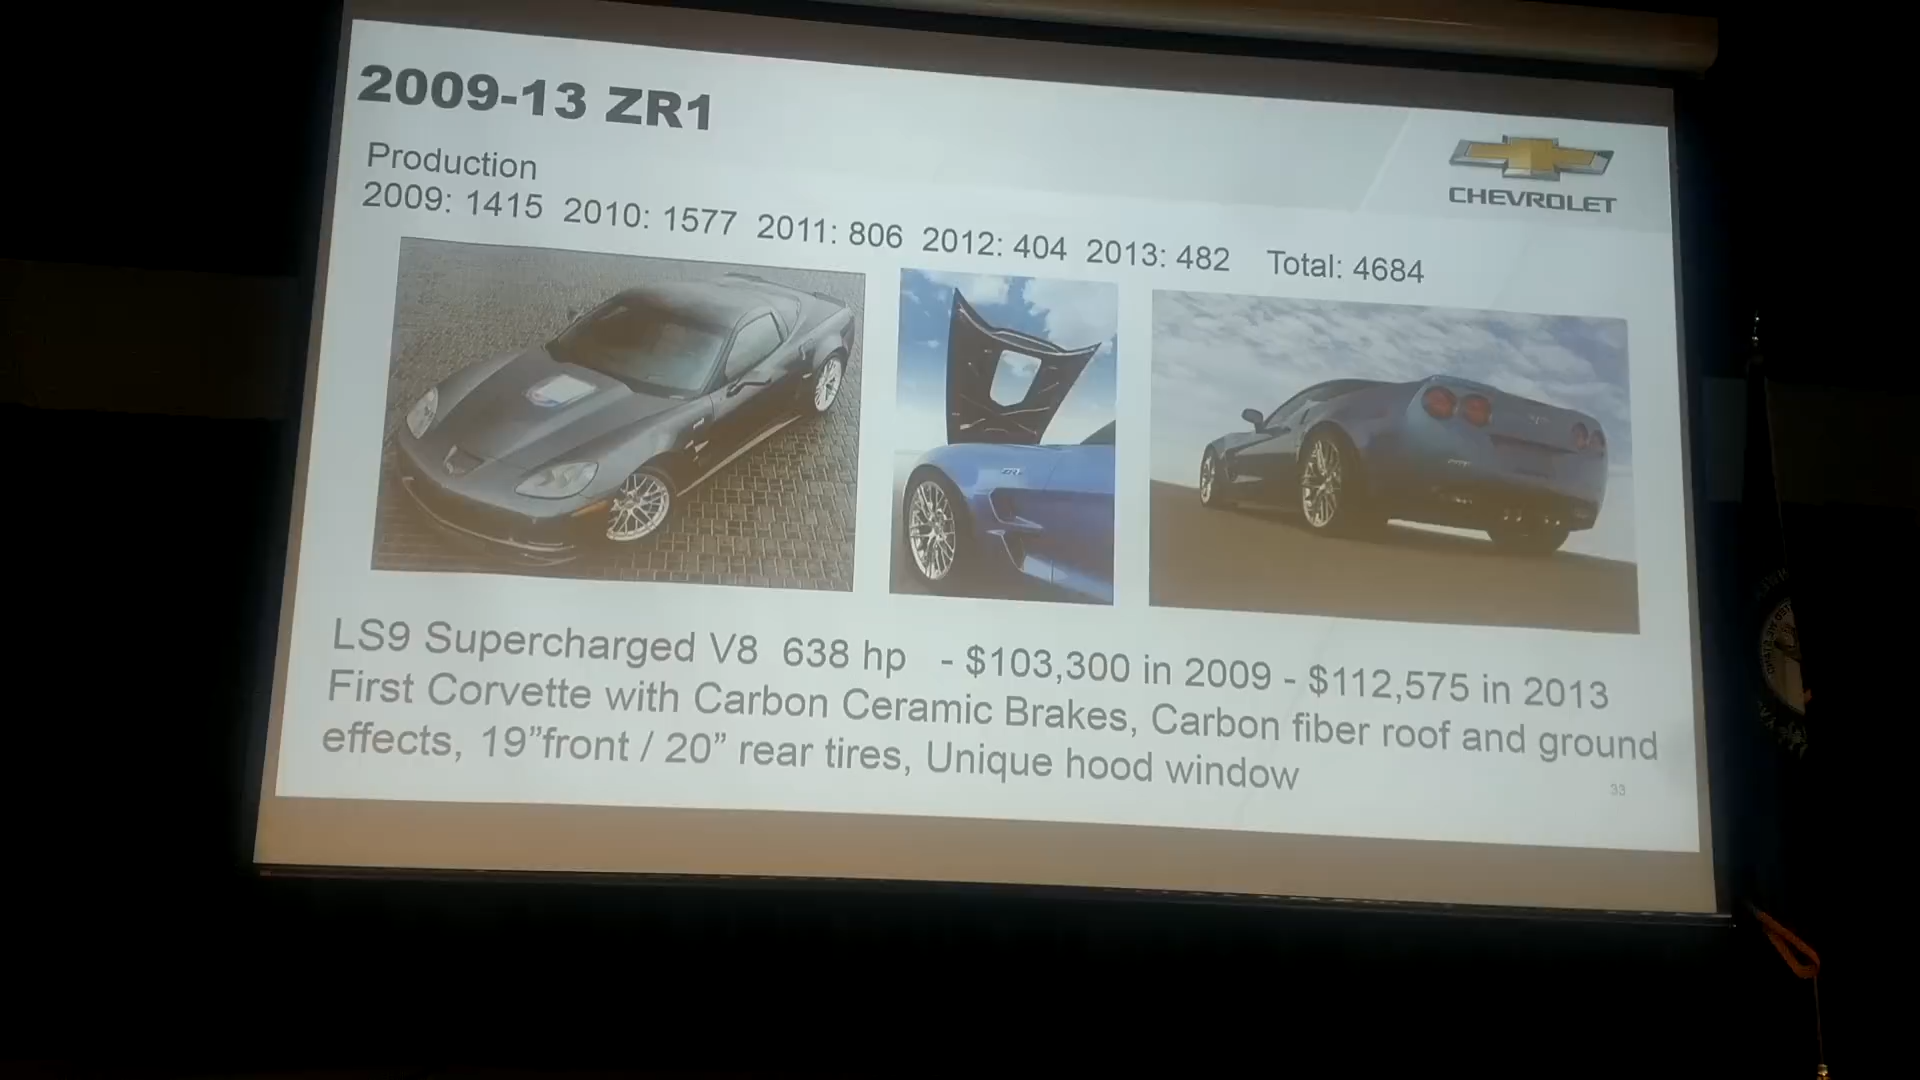 2009-13 ZR1
CHEVROLET
Production
2009: 1415 2010: 1577 2011: 806 2012: 404 2013: 482 Total: 4684
ZR1
LS9 Supercharged V8 638 hp - $103,300 in 2009 - $112,575 in 2013
First Corvette with Carbon Ceramic Brakes, Carbon fiber roof and ground
effects, 19”front / 20” rear tires, Unique hood window
33